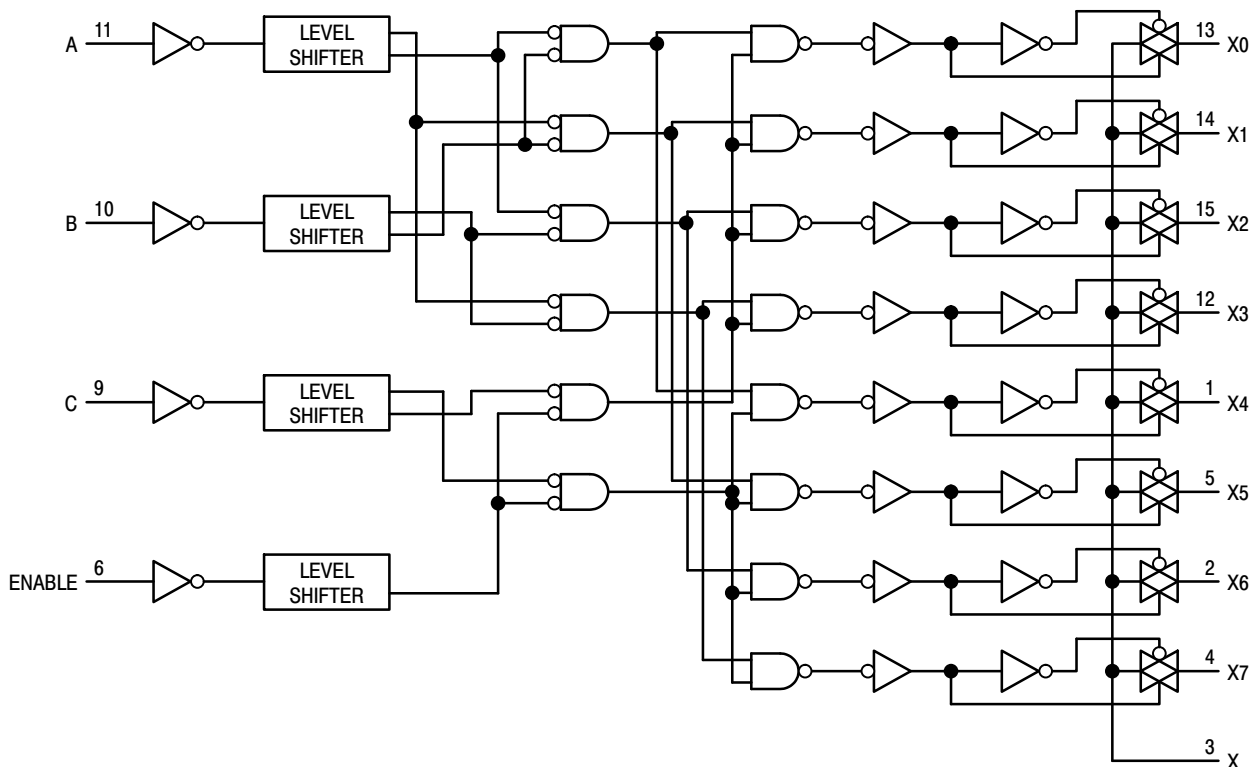 A 11 LEVEL SHIFTER 13 X0
14 X1
B 10 LEVEL SHIFTER 15 X2
12 X3
C 9 LEVEL SHIFTER 1 X4
5 X5
ENABLE 6 LEVEL SHIFTER 2 X6
4 X7
3 X